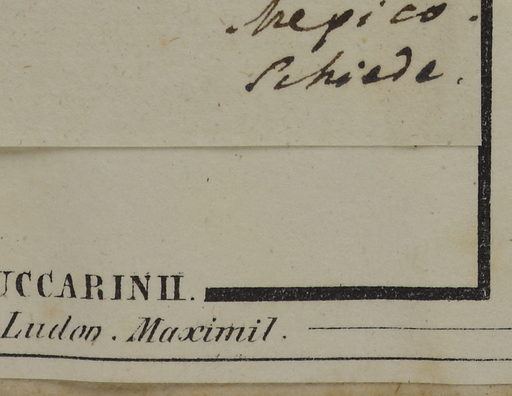 Mexico.
Schiede.
UCCARINII.
Ludov. Maximil.